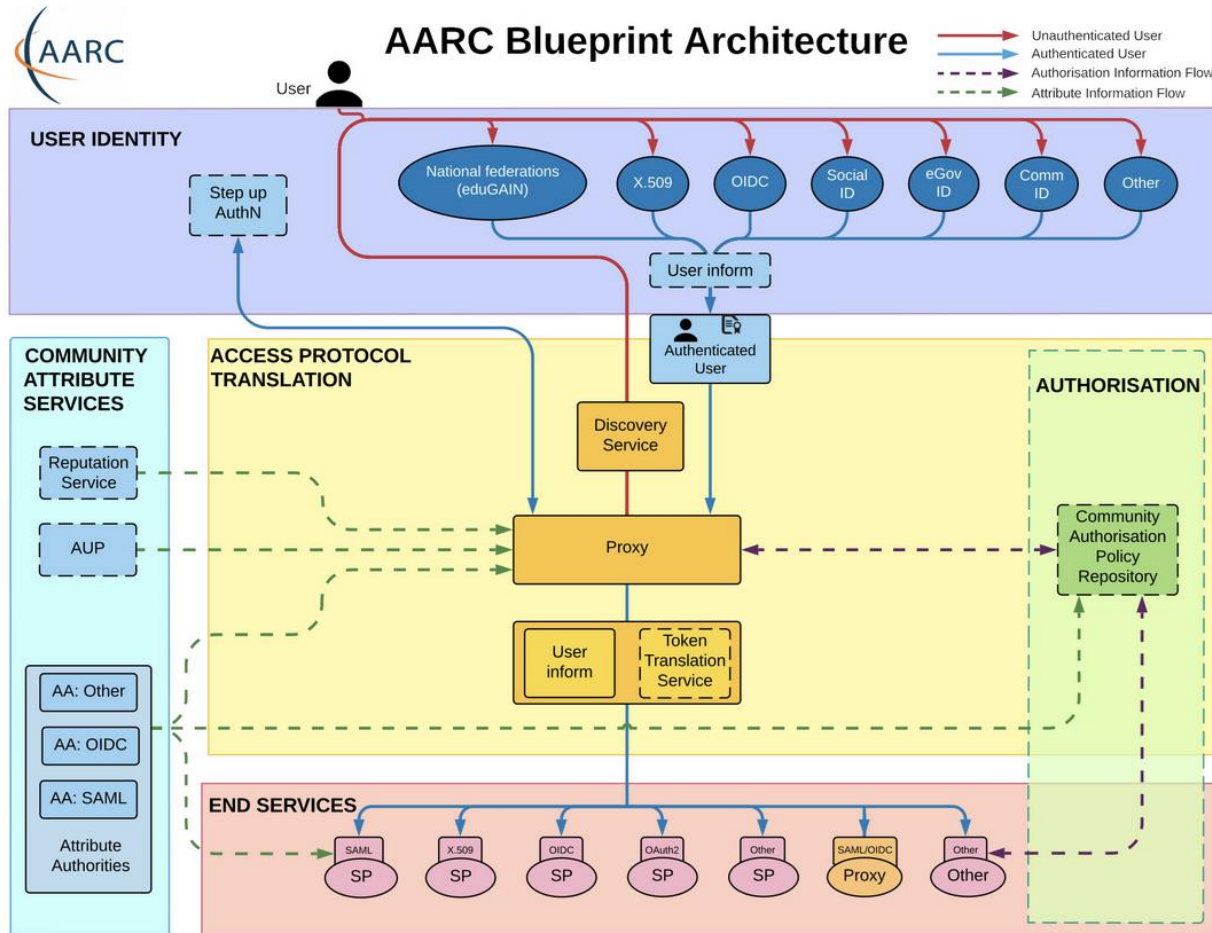 AARC
AARC Blueprint Architecture
Unauthenticated User
Authenticated User
Authorisation Information Flow
Attribute Information Flow
User
USER IDENTITY
National federations
(eduGAIN)
X.509
OIDC
Social
ID
eGov
ID
Comm
ID
Other
Step up
AuthN
User inform
Authenticated
User
COMMUNITY
ATTRIBUTE
SERVICES
ACCESS PROTOCOL
TRANSLATION
AUTHORISATION
Discovery
Service
Reputation
Service
AUP
Proxy
Community
Authorisation
Policy
Repository
User
inform
Token
Translation
Service
AA: Other
AA: OIDC
AA: SAML
Attribute
Authorities
END SERVICES
SAML
SP
X.509
SP
OIDC
SP
OAuth2
SP
Other
SP
SAML/OIDC
Proxy
Other
Other